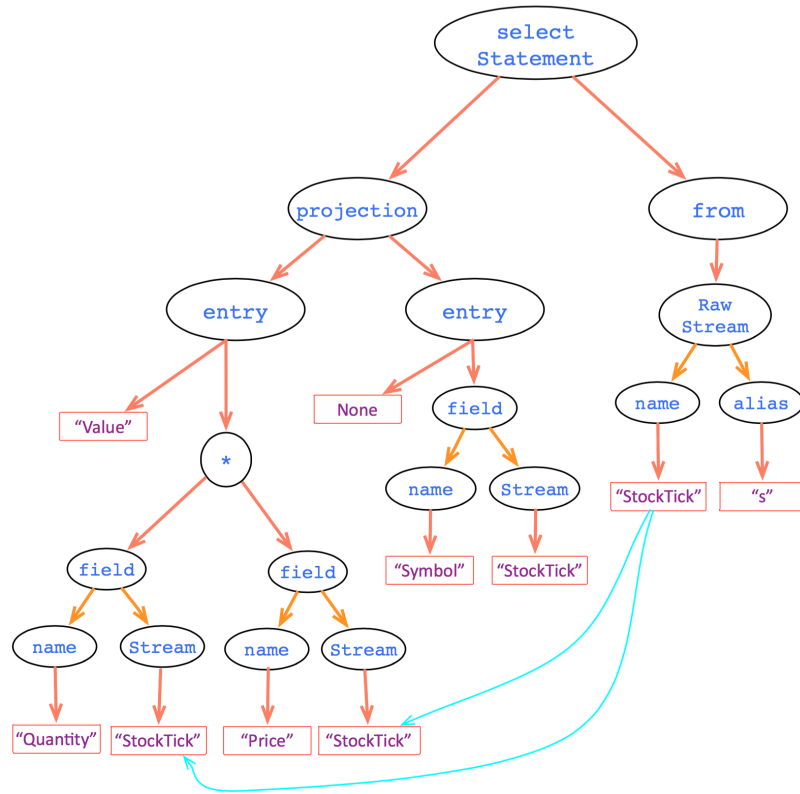 select
Statement
projection
from
entry
entry
Raw
Stream
“Value”
None
field
name
alias
*
name
Stream
“StockTick”
“s”
field
field
“Symbol”
“StockTick”
name
Stream
name
Stream
“Quantity”
“StockTick”
“Price”
“StockTick”